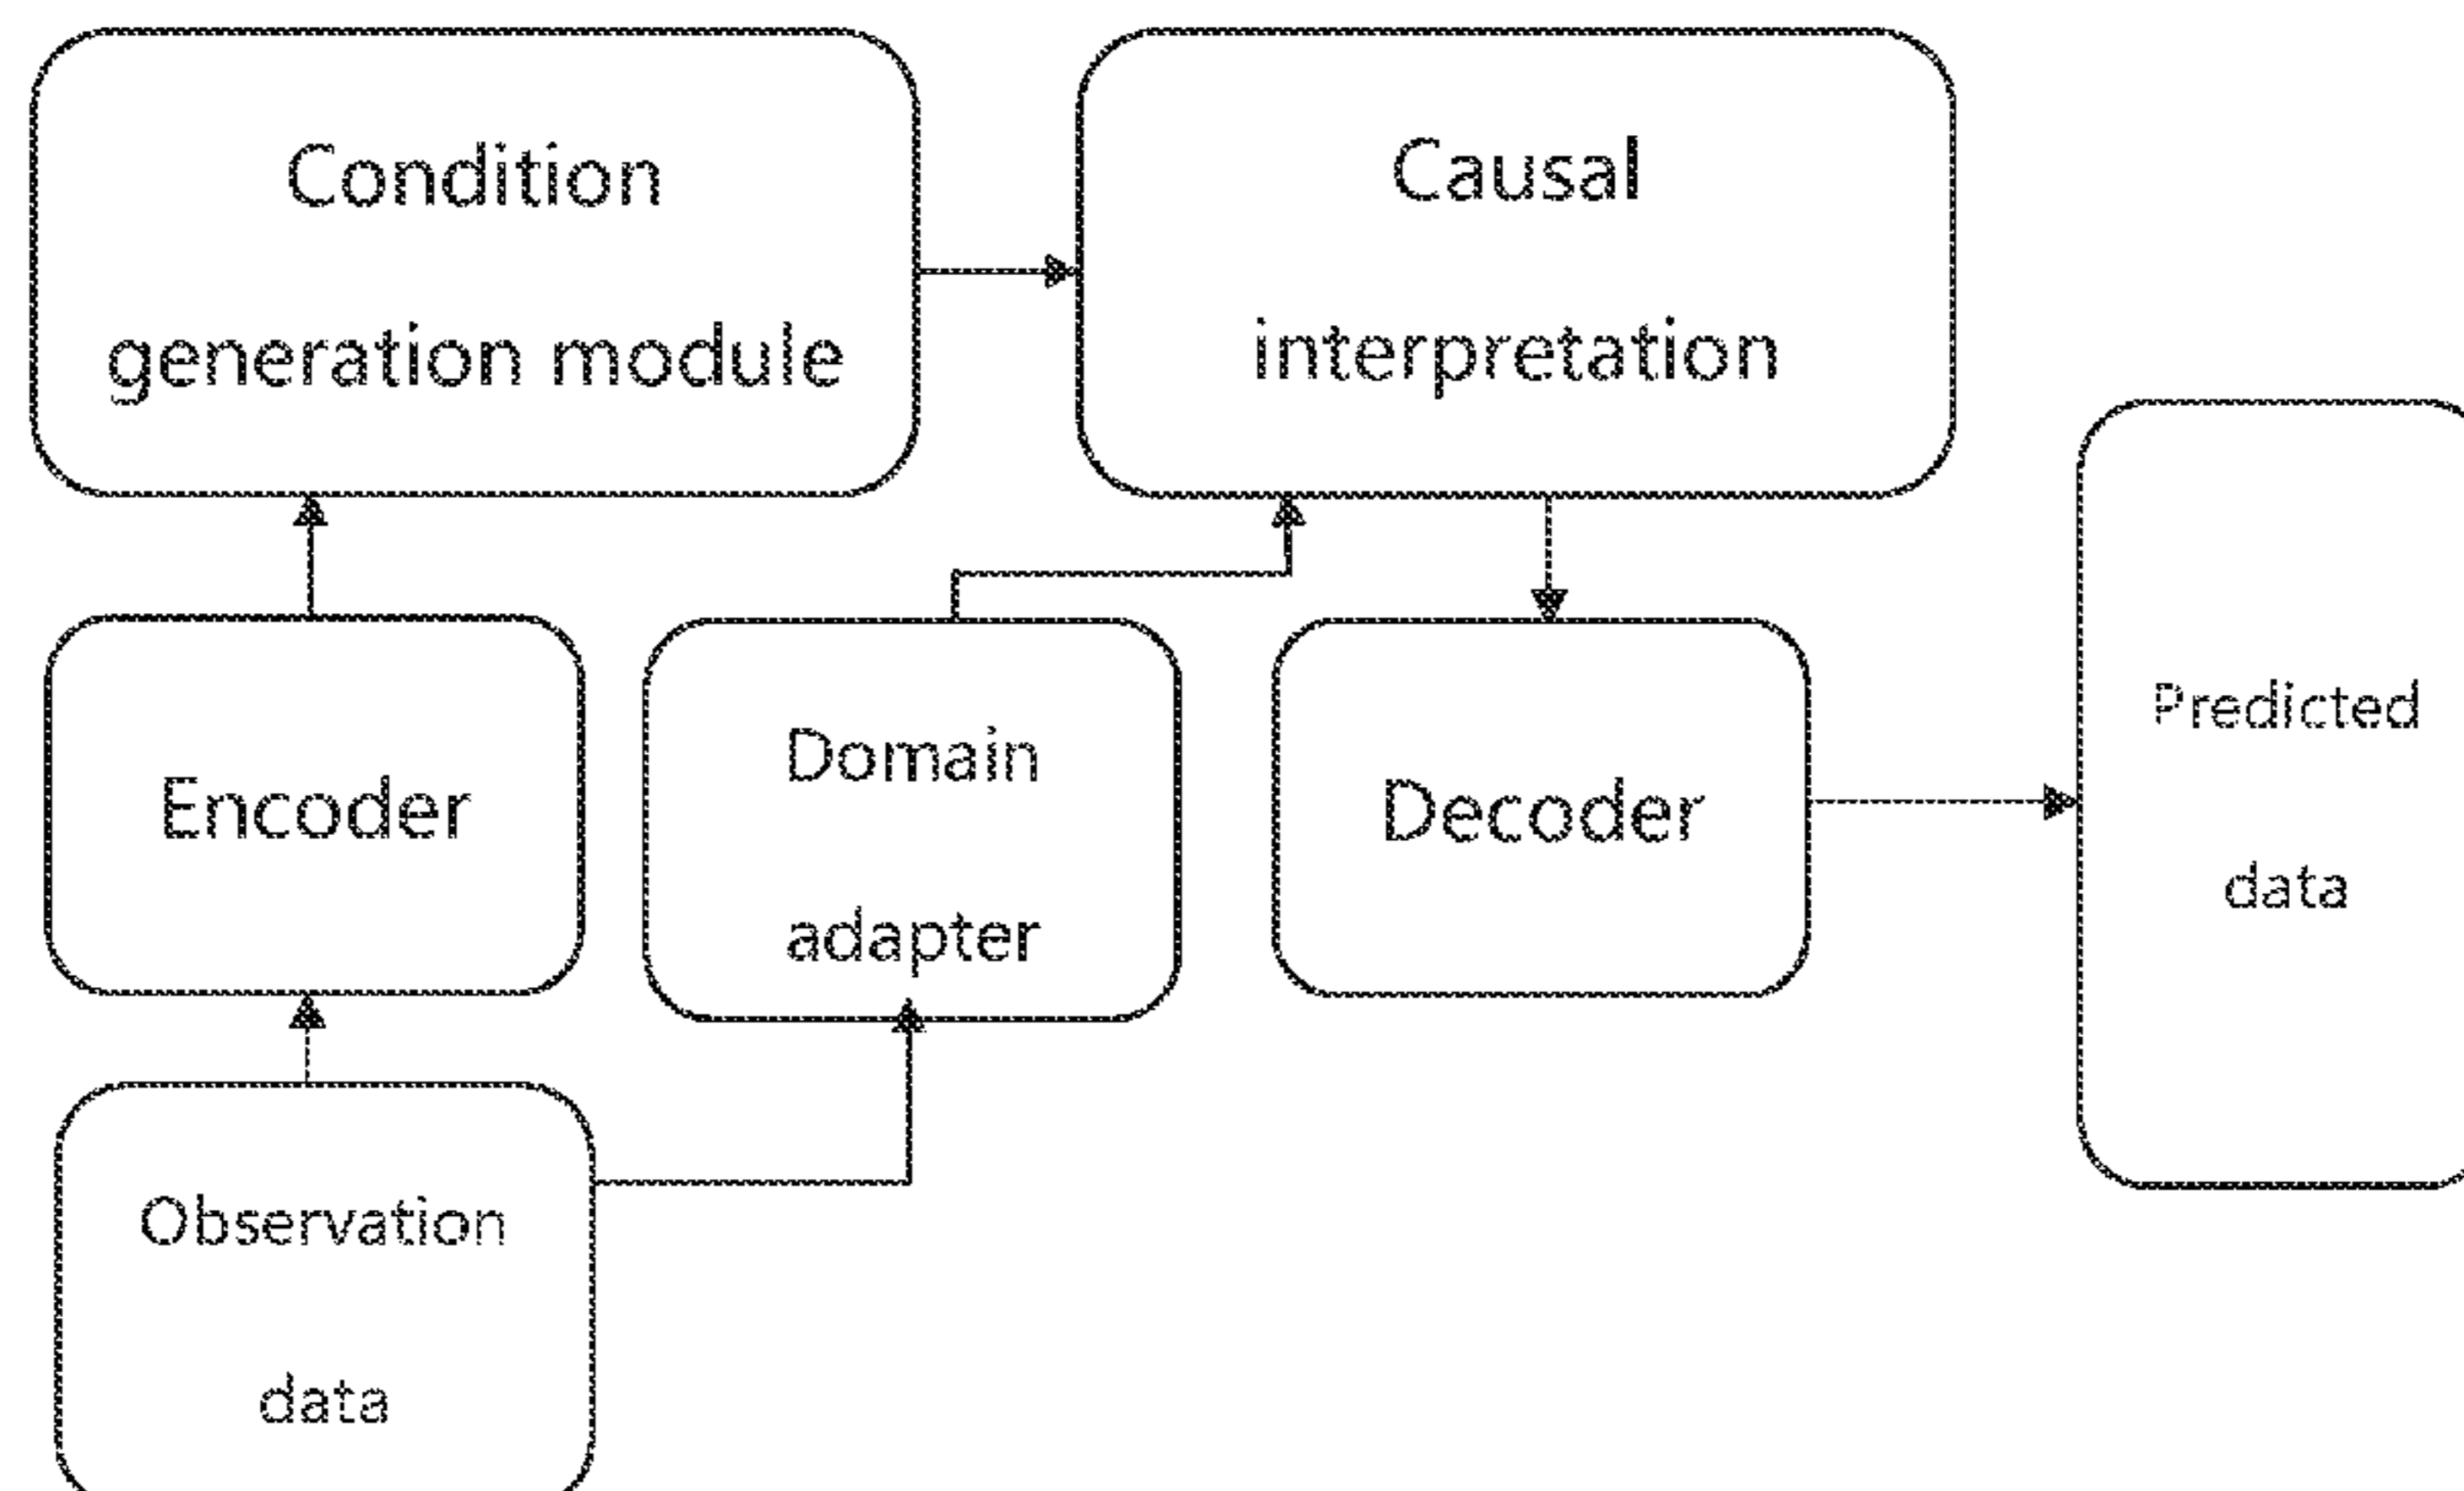 Condition
generation module
Causal
interpretation
Encoder
Domain
adapter
Decoder
Predicted
data
Observation
data